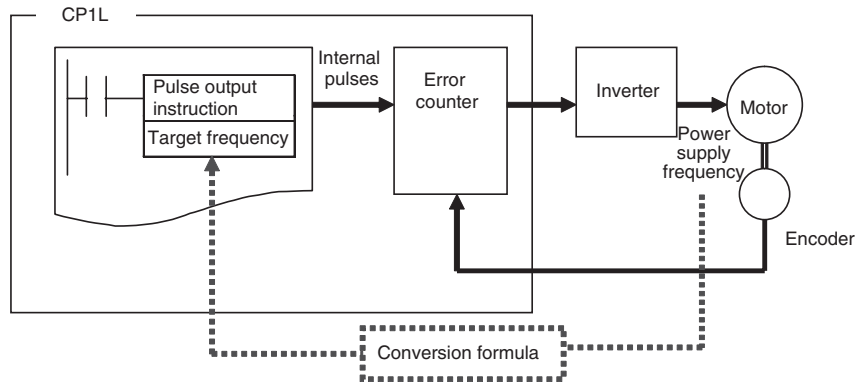 CP1L
Pulse output
instruction
Target frequency
Internal
pulses
Error
counter
Inverter
Motor
Power
supply
frequency
Encoder
Conversion formula